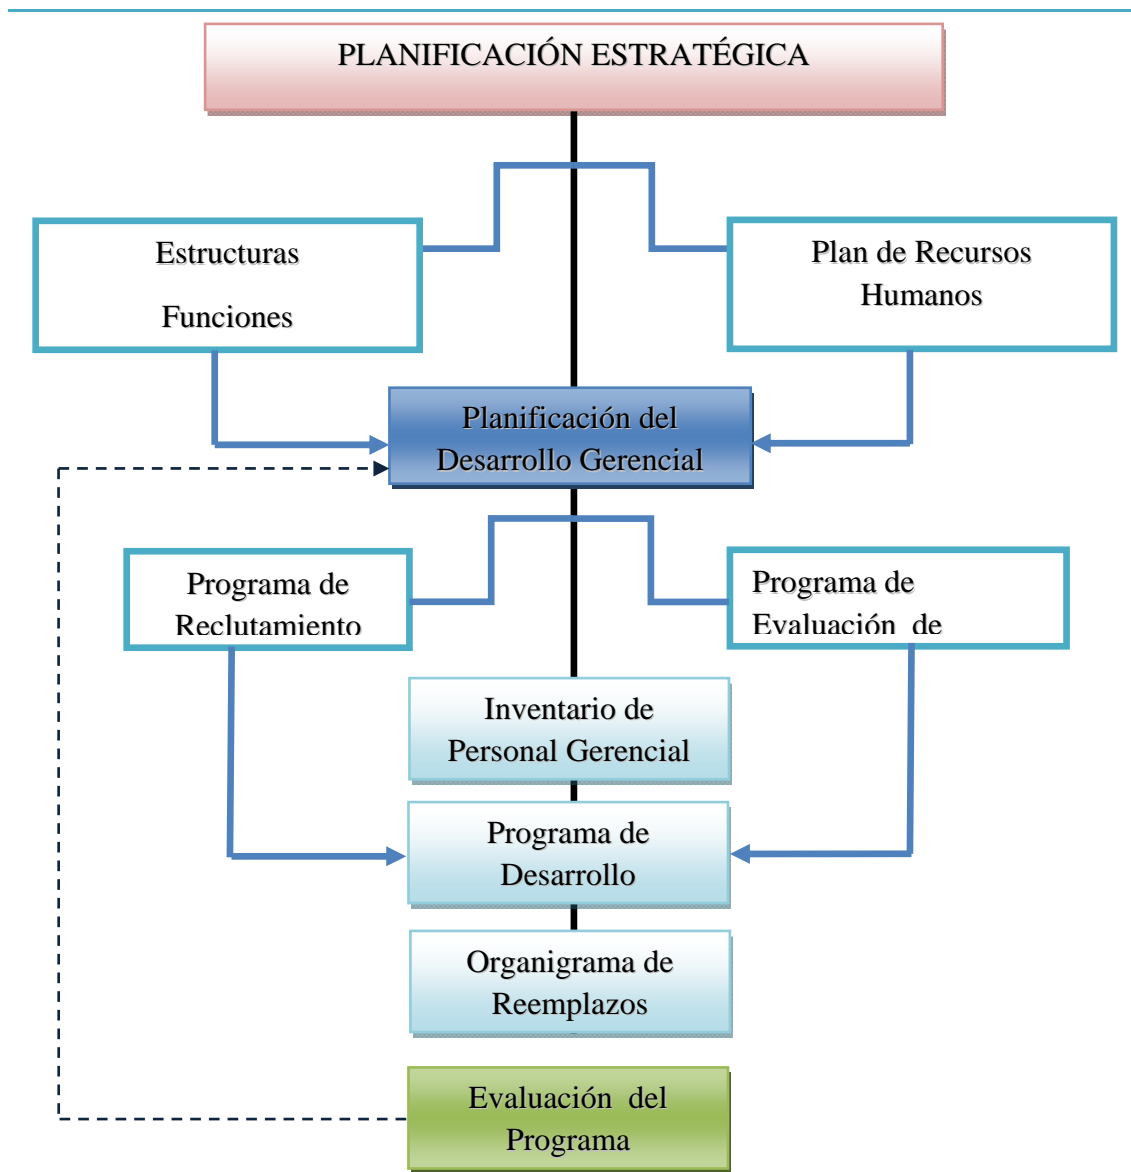 PLANIFICACIÓN ESTRATÉGICA
Estructuras
Funciones
Plan de Recursos
Humanos
Planificación del
Desarrollo Gerencial
Programa de
Reclutamiento
Programa de
Evaluación de
Inventario de
Personal Gerencial
Programa de
Desarrollo
Organigrama de
Reemplazos
Evaluación del
Programa